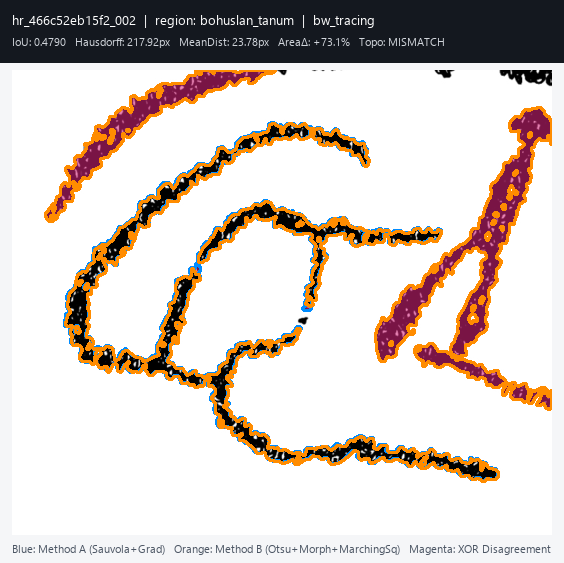 hr_466c52eb15f2_002 | region: bohuslan_tanum | bw_tracing
IoU: 0.4790 Hausdorff: 217.92px MeanDist: 23.78px AreaΔ: +73.1% Topo: MISMATCH
Blue: Method A (Sauvola+Grad) Orange: Method B (Otsu+Morph+MarchingSq) Magenta: XOR Disagreement